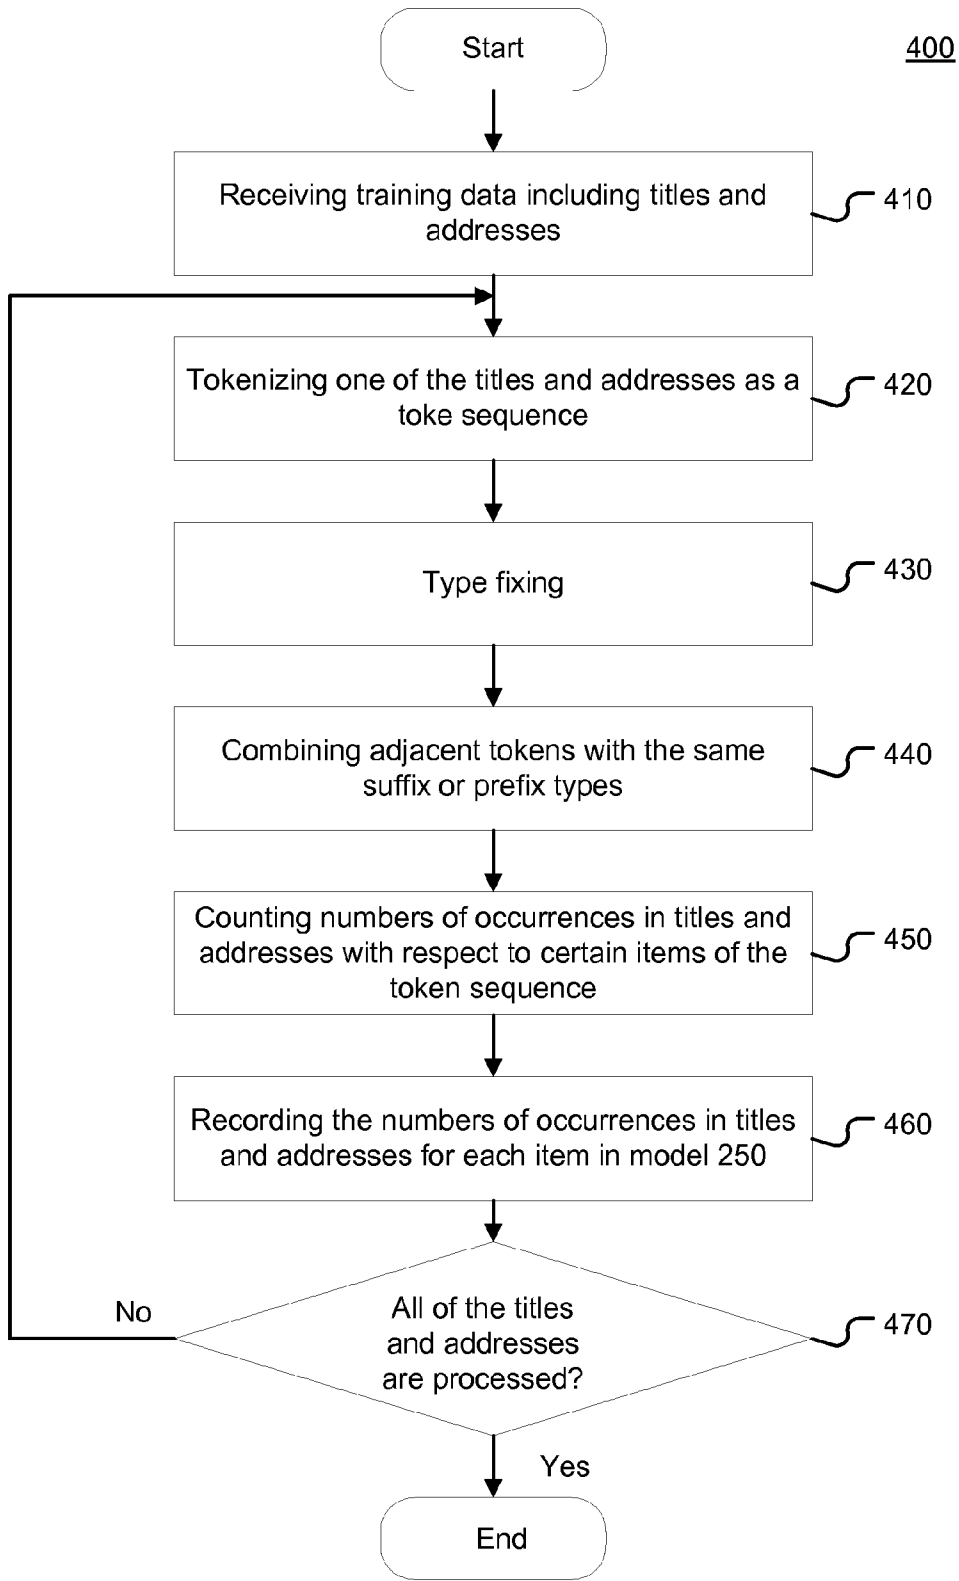 Start
400
Receiving training data including titles and
addresses
410
Tokenizing one of the titles and addresses as a
toke sequence
420
Type fixing
430
Combining adjacent tokens with the same
suffix or prefix types
440
Counting numbers of occurrences in titles and
addresses with respect to certain items of the
token sequence
450
Recording the numbers of occurrences in titles
and addresses for each item in model 250
460
No
All of the titles
and addresses
are processed?
470
Yes
End